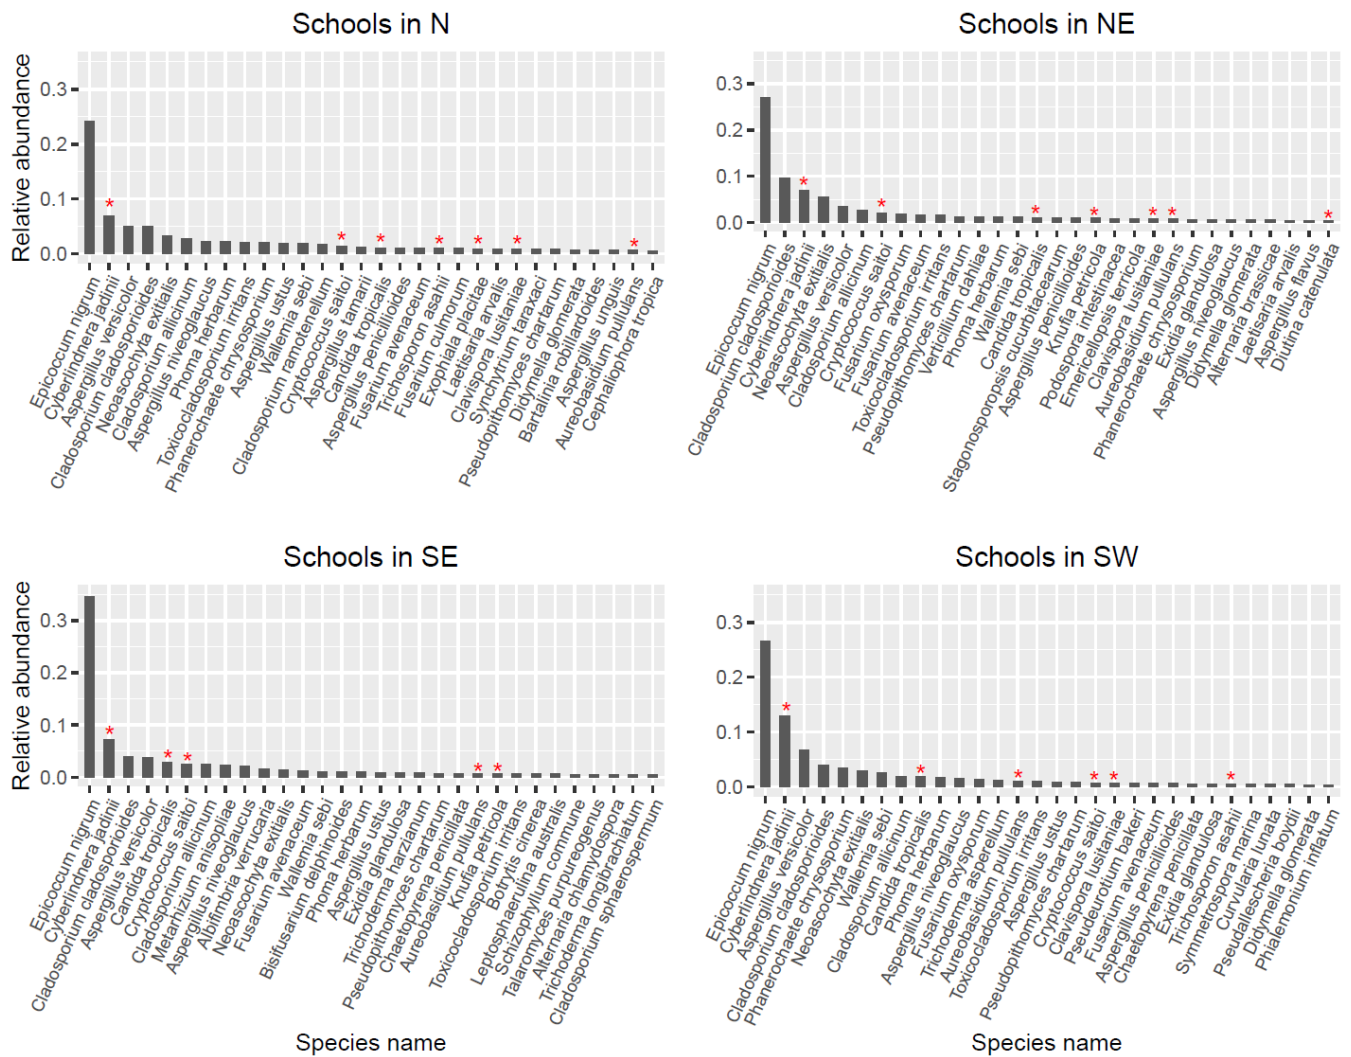 Schools in N
Relative abundance
0.3
0.2
0.1
0.0
*
*
*
*
*
*
*
Epicoccum nigrum
Cyberlindnera jadinii
Aspergillus versicolor
Cladosporium cladosporioides
Neoascochyta exitialis
Cladosporium allicinum
Aspergillus niveoglaucus
Phoma herbarum
Toxicocladosporium irritans
Phanerochaete chrysosporium
Aspergillus ustus
Wallemia sebi
Cladosporium ramotenellum
Cryptococcus saitoi
Aspergillus tamarii
Candida tropicalis
Aspergillus penicillioides
Fusarium avenaceum
Trichosporon asahii
Fusarium culmorum
Exophiala placitae
Laetisaria arvalis
Clavispora lusitaniae
Synchytrium taraxaci
Pseudopithomyces chartarum
Didymella glomerata
Bartalinia robillardoides
Aspergillus unguis
Aureobasidium pullulans
Cephaliophora tropica
Schools in NE
0.3
0.2
0.1
0.0
*
*
*
*
*
*
*
Epicoccum nigrum
Cladosporium cladosporioides
Cyberlindnera jadinii
Neoascochyta exitialis
Aspergillus versicolor
Cladosporium allicinum
Cryptococcus saitoi
Fusarium oxysporum
Fusarium avenaceum
Toxicocladosporium irritans
Pseudopithomyces chartarum
Verticillium dahliae
Phoma herbarum
Wallemia sebi
Candida tropicalis
Stagonosporopsis cucurbitacearum
Aspergillus penicillioides
Knufia petricola
Podospora intestinacea
Emericellopsis terricola
Clavispora lusitaniae
Aureobasidium pullulans
Phanerochaete chrysosporium
Exidia glandulosa
Aspergillus niveoglaucus
Didymella glomerata
Alternaria brassicae
Laetisaria arvalis
Aspergillus flavus
Diutina catenulata
Schools in SE
Relative abundance
0.3
0.2
0.1
0.0
*
*
*
*
*
Epicoccum nigrum
Cyberlindnera jadinii
Cladosporium cladosporioides
Aspergillus versicolor
Candida tropicalis
Cryptococcus saitoi
Cladosporium allicinum
Metarhizium anisopliae
Aspergillus niveoglaucus
Albifimbria verrucaria
Neoascochyta exitialis
Fusarium avenaceum
Wallemia sebi
Bisifusarium delphinoides
Phoma herbarum
Aspergillus ustus
Exidia glandulosa
Trichoderma harzianum
Pseudopithomyces chartarum
Chaetopyrena penicillata
Aureobasidium pullulans
Knufia petricola
Toxicocladosporium irritans
Botrytis cinerea
Leptosphaerulina australis
Schizophyllum commune
Talaromyces purpureogenus
Alternaria chlamydospora
Trichoderma longibrachiatum
Cladosporium sphaerospermum
Species name
Schools in SW
0.3
0.2
0.1
0.0
*
*
*
*
*
*
Epicoccum nigrum
Cyberlindnera jadinii
Aspergillus versicolor
Cladosporium cladosporioides
Phanerochaete chrysosporium
Neoascochyta exitialis
Wallemia sebi
Cladosporium allicinum
Candida tropicalis
Phoma herbarum
Aspergillus niveoglaucus
Fusarium oxysporum
Trichoderma asperellum
Aureobasidium pullulans
Toxicocladosporium irritans
Aspergillus ustus
Pseudopithomyces chartarum
Cryptococcus saitoi
Clavispora lusitaniae
Pseudeurotium bakeri
Fusarium avenaceum
Aspergillus penicillioides
Chaetopyrena penicillata
Exidia glandulosa
Trichosporon asahii
Symmetrospora marina
Curvularia lunata
Pseudallescheria boydii
Didymella glomerata
Phialemonium inflatum
Species name